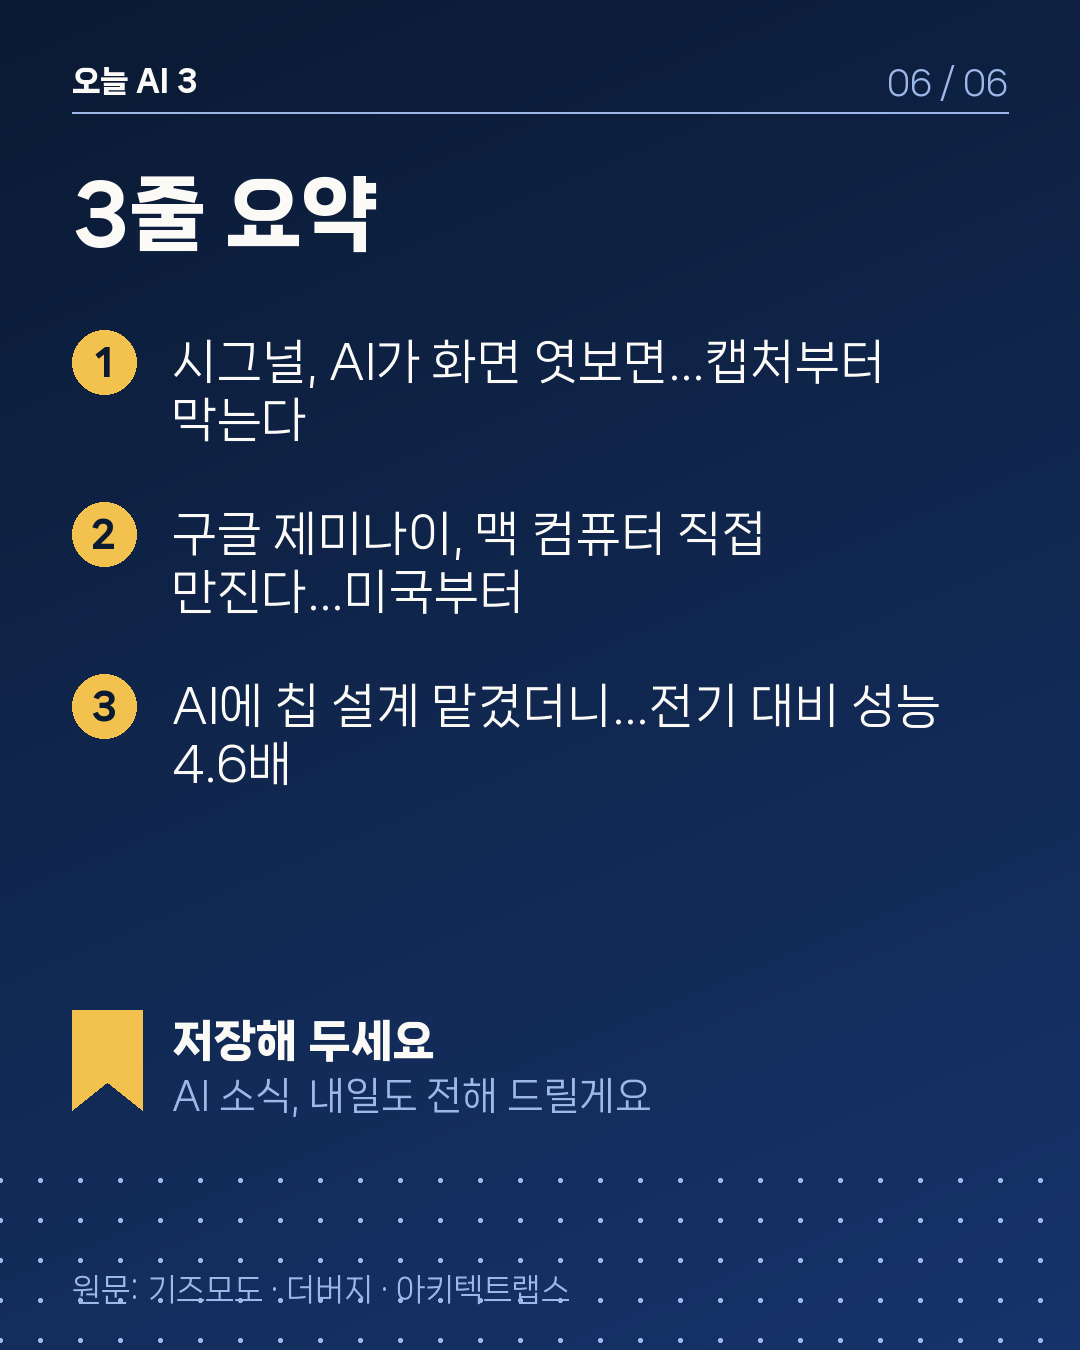 오늘 AI 3
06 / 06
3줄 요약
1 시그널, AI가 화면 엿보면...캡처부터
막는다
2 구글 제미나이, 맥 컴퓨터 직접
만진다...미국부터
3 AI에 칩 설계 맡겼더니...전기 대비 성능
4.6배
저장해 두세요
AI 소식, 내일도 전해 드릴게요
원문: 기즈모도 · 더버지 · 아키텍트랩스